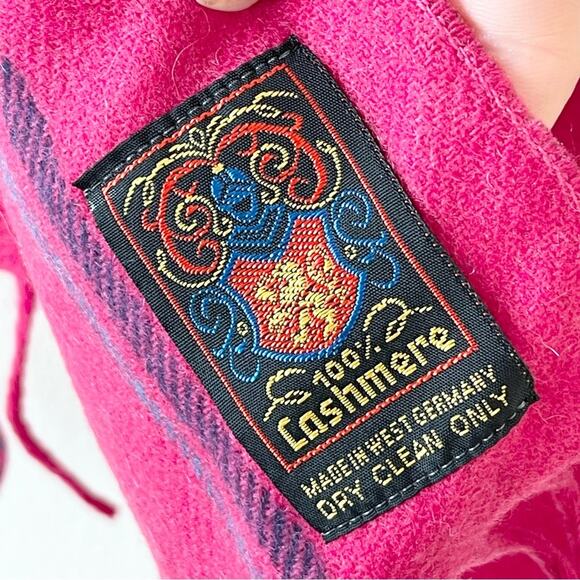 100%
Cashmere
MADE IN WEST GERMANY
DRY CLEAN ONLY